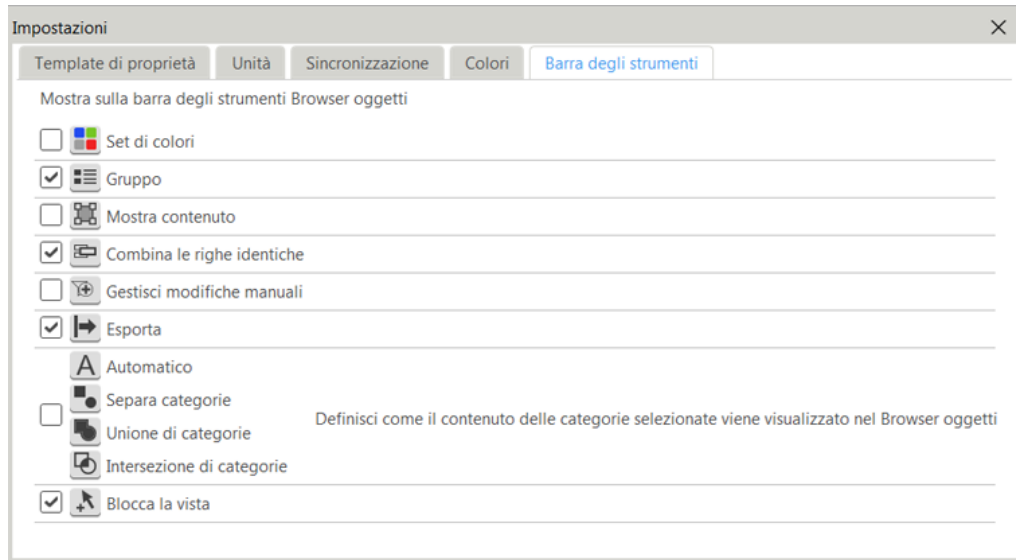 Impostazioni
Template di proprietà Unità Sincronizzazione Colori Barra degli strumenti
Mostra sulla barra degli strumenti Browser oggetti
Set di colori
Gruppo
Mostra contenuto
Combina le righe identiche
Gestisci modifiche manuali
Esporta
Automatico
Separa categorie
Definisci come il contenuto delle categorie selezionate viene visualizzato nel Browser oggetti
Unione di categorie
Intersezione di categorie
Blocca la vista